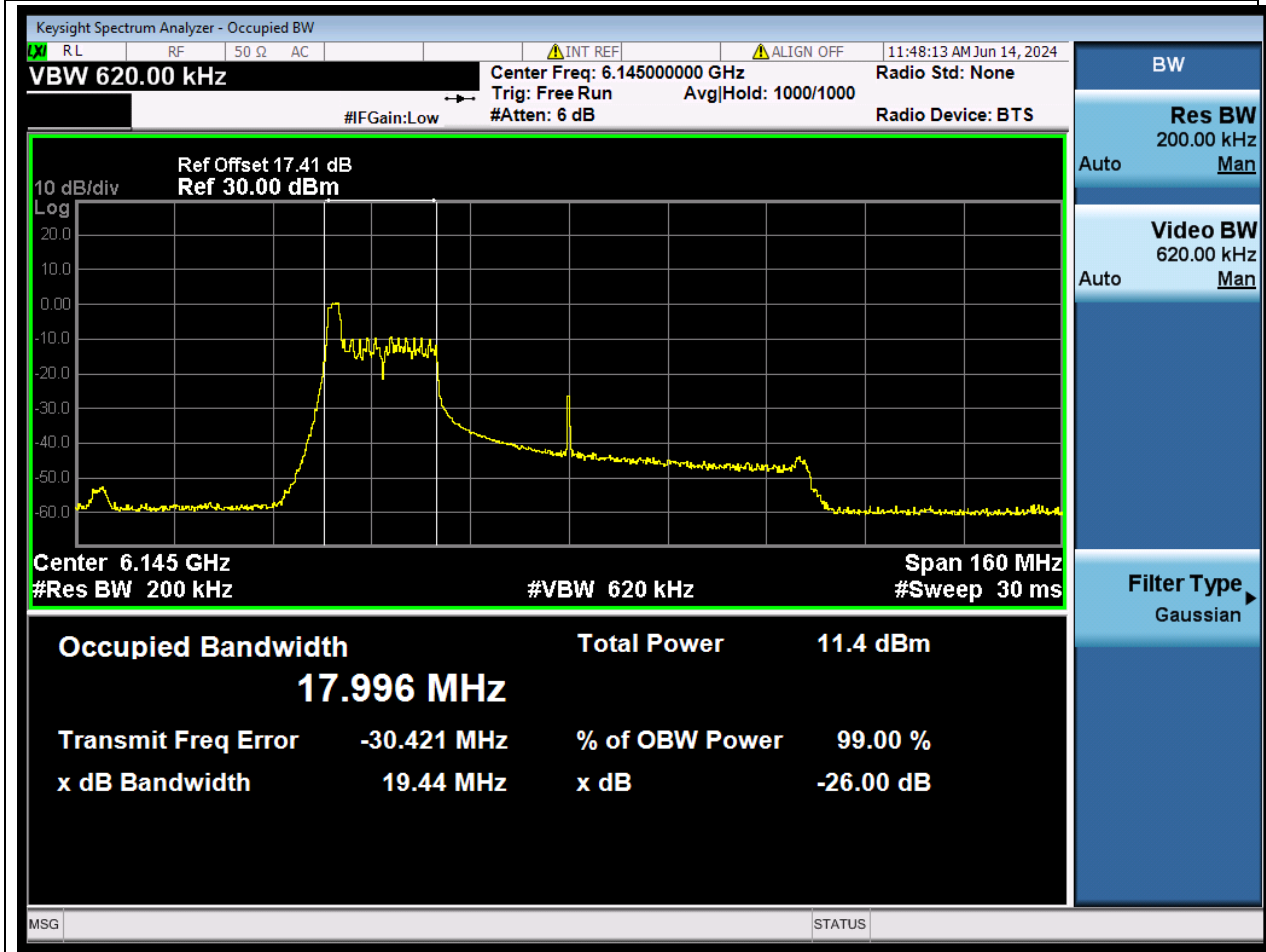 Keysight Spectrum Analyzer - Occupied BW
LXI RL RF 50 Ω AC INT REF ALIGN OFF 11:48:13 AM Jun 14, 2024
VBW 620.00 kHz
Center Freq: 6.145000000 GHz Radio Std: None
Trig: Free Run Avg|Hold: 1000/1000
#IFGain:Low #Atten: 6 dB Radio Device: BTS
Ref Offset 17.41 dB
10 dB/div Ref 30.00 dBm
Log
20.0
10.0
0.00
-10.0
-20.0
-30.0
-40.0
-50.0
-60.0
Center 6.145 GHz Span 160 MHz
#Res BW 200 kHz #VBW 620 kHz #Sweep 30 ms
Occupied Bandwidth Total Power 11.4 dBm
17.996 MHz
Transmit Freq Error -30.421 MHz % of OBW Power 99.00 %
x dB Bandwidth 19.44 MHz x dB -26.00 dB
MSG STATUS
BW
Res BW
200.00 kHz
Auto Man
Video BW
620.00 kHz
Auto Man
Filter Type
Gaussian